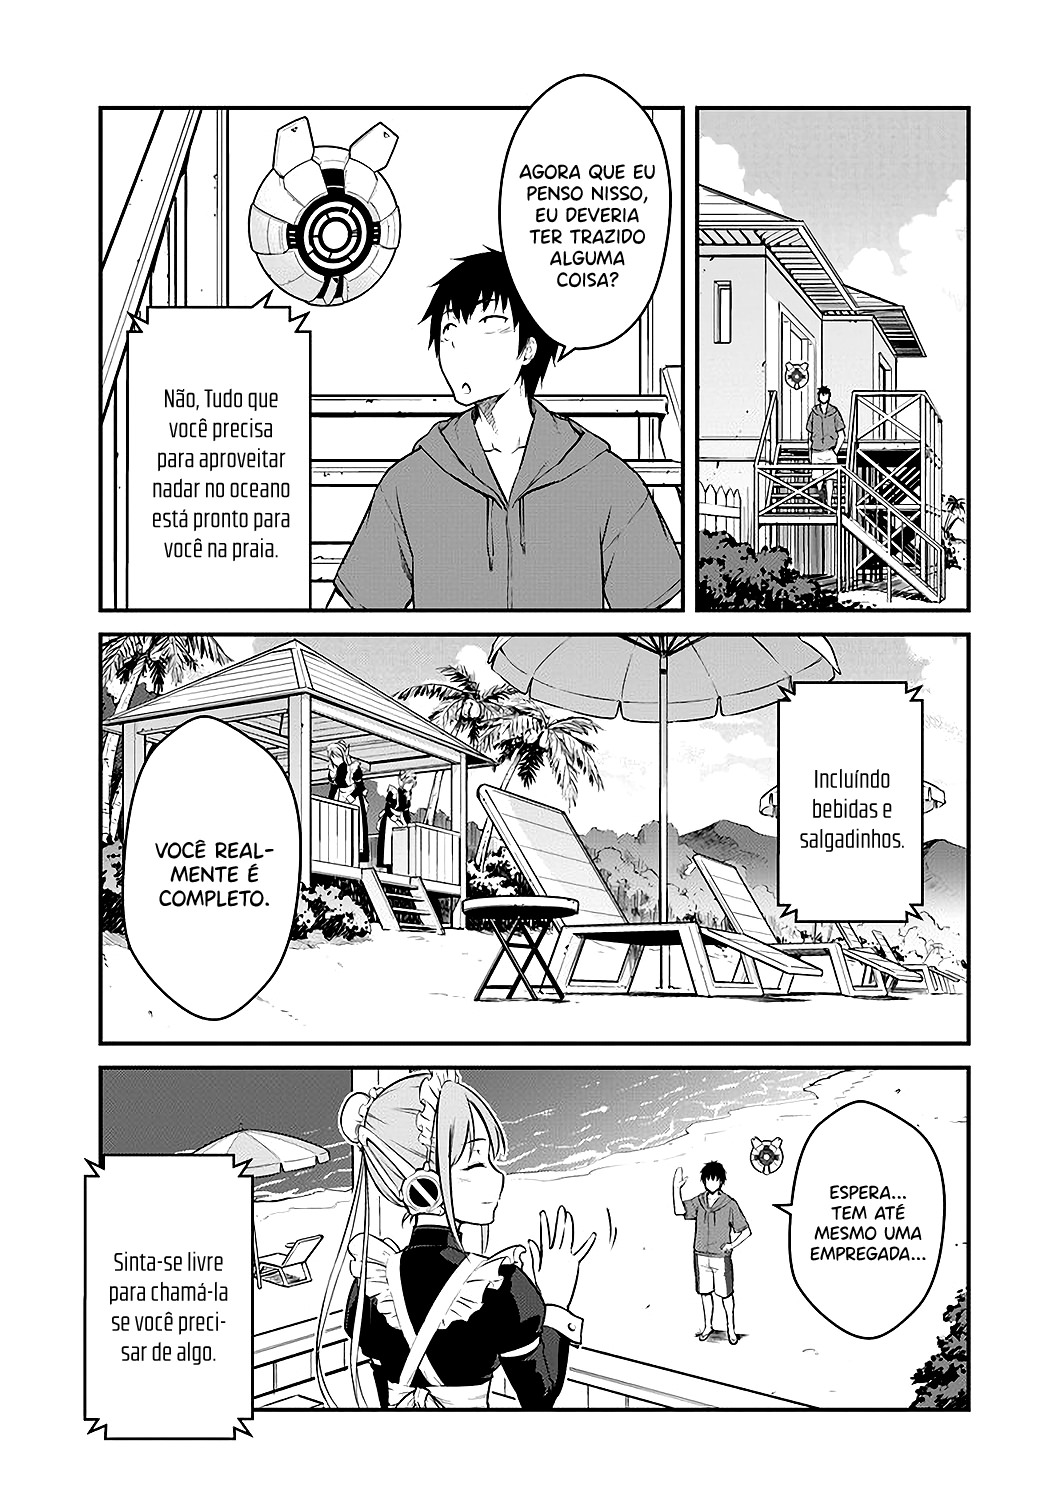 AGORA QUE EU
PENSO NISSO,
EU DEVERIA
TER TRAZIDO
ALGUMA
COISA?
Não, Tudo que
você precisa
para aproveitar
nadar no oceano
está pronto para
você na praia.
Incluíndo
bebidas e
salgadinhos.
VOCÊ REAL-
MENTE É
COMPLETO.
ESPERA...
TEM ATÉ
MESMO UMA
EMPREGADA...
Sinta-se livre
para chamá-la
se você preci-
sar de algo.